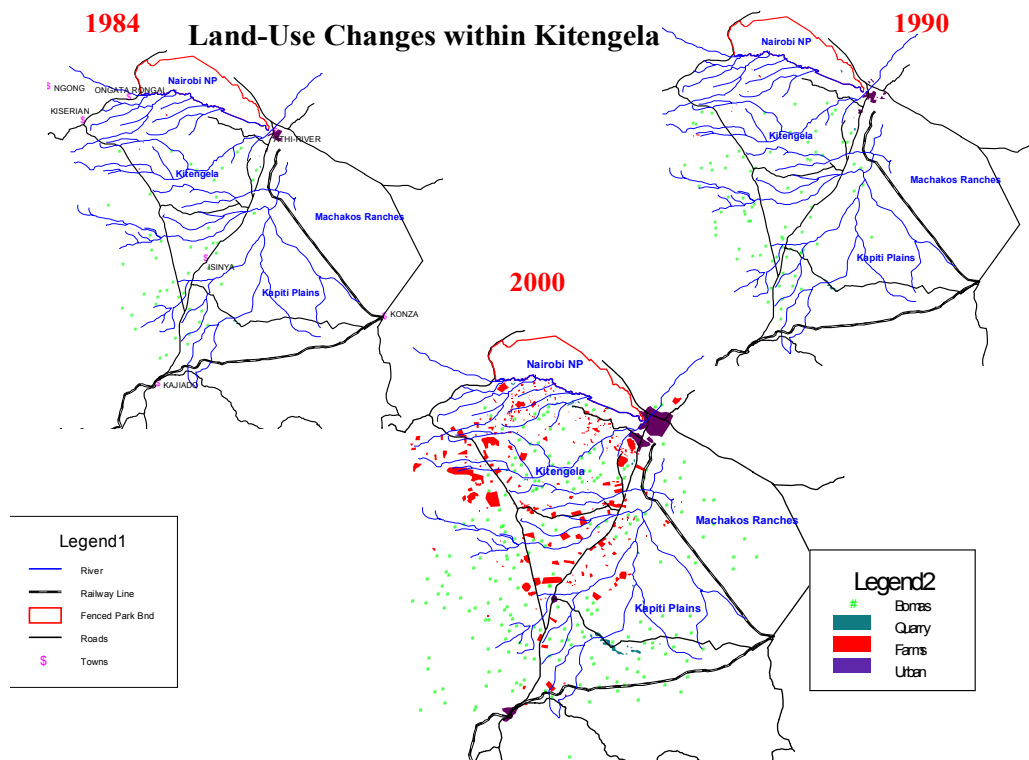 1984
Land-Use Changes within Kitengela
1990
Nairobi NP
NGONG
ONGATA RONGAI
KISERIAN
THI-RIVER
Kitengela
Machakos Ranches
ISINYA
Kapiti Plains
KONZA
KAJIADO
Nairobi NP
Kitengela
Machakos Ranches
Kapiti Plains
2000
Nairobi NP
Kitengela
Machakos Ranches
Kapiti Plains
Legend1
River
Railway Line
Fenced Park Bnd
Roads
$ Towns
Legend2
# Bomas
Quarry
Farms
Urban